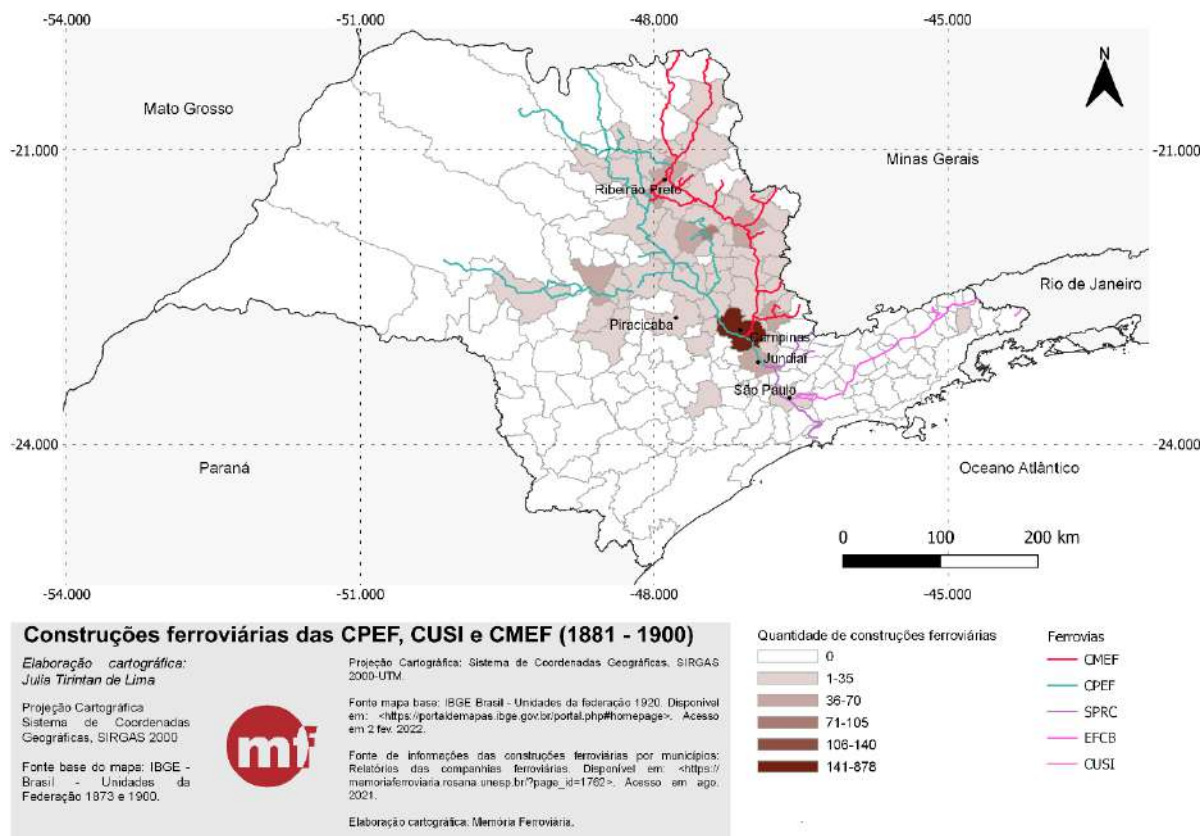 -54.000 -51.000 -48.000 -45.000
N
Mato Grosso
-21.000 -21.000
Minas Gerais
Ribeirão Preto
Rio de Janeiro
Piracicaba
Campinas
Jundiaí
São Paulo
-24.000 -24.000
Paraná
Oceano Atlântico
0 100 200 km
-54.000 -51.000 -48.000 -45.000
Construções ferroviárias das CPEF, CUSI e CMEF (1881 - 1900)
Elaboração cartográfica:
Julia Tirintan de Lima
Projeção Cartográfica
Sistema de Coordenadas
Geográficas, SIRGAS 2000
Fonte base do mapa: IBGE -
Brasil - Unidades da
Federação 1873 e 1900.
mf
Projeção Cartográfica: Sistema de Coordenadas Geográficas, SIRGAS
2000-UTM.
Fonte mapa base: IBGE Brasil - Unidades da federação 1920. Disponível
em: <https://portaldemapas.ibge.gov.br/portal.php#homepage>. Acesso
em 2 fev. 2022.
Fonte de informações das construções ferroviárias por municípios:
Relatórios das companhias ferroviárias. Disponível em: <https://
memoriaferroviaria.rosana.unesp.br/?page_id=1762>. Acesso em ago.
2021.
Elaboração cartográfica: Memória Ferroviária.
Quantidade de construções ferroviárias
0
1-35
36-70
71-105
106-140
141-878
Ferrovias
CMEF
CPEF
SPRC
EFCB
CUSI